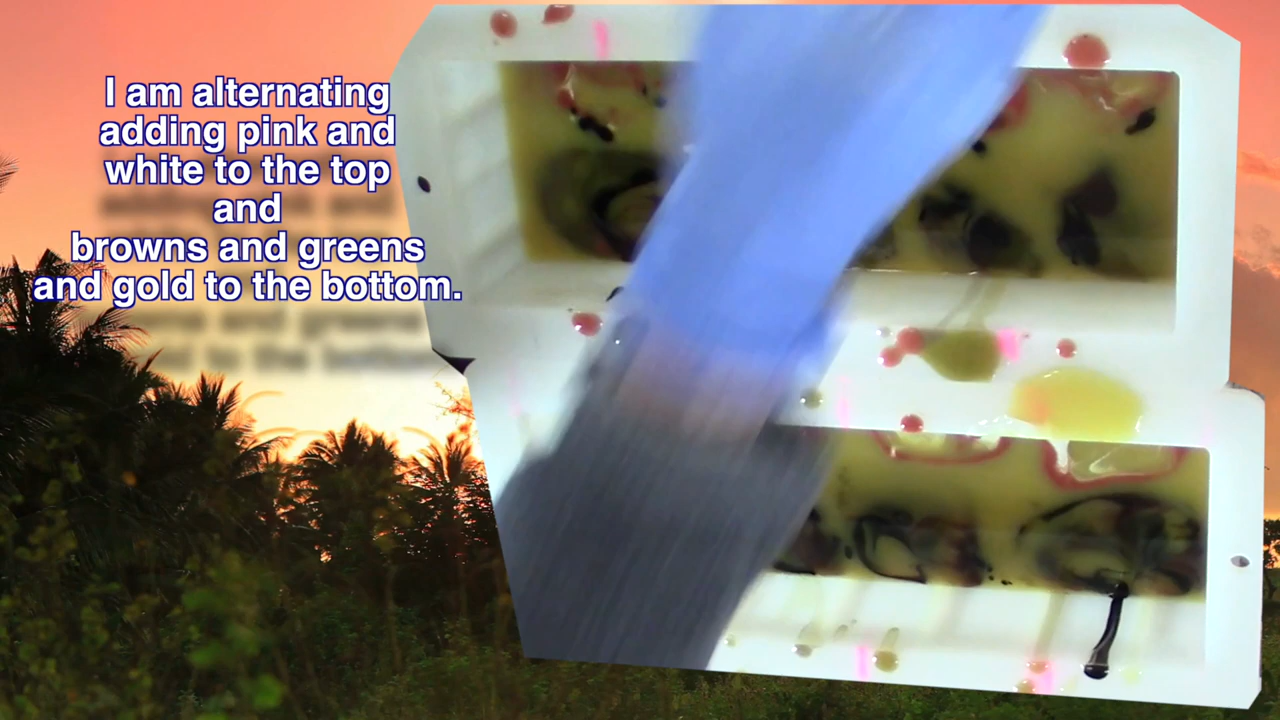 I am alternating
adding pink and
white to the top
and
browns and greens
and gold to the bottom.